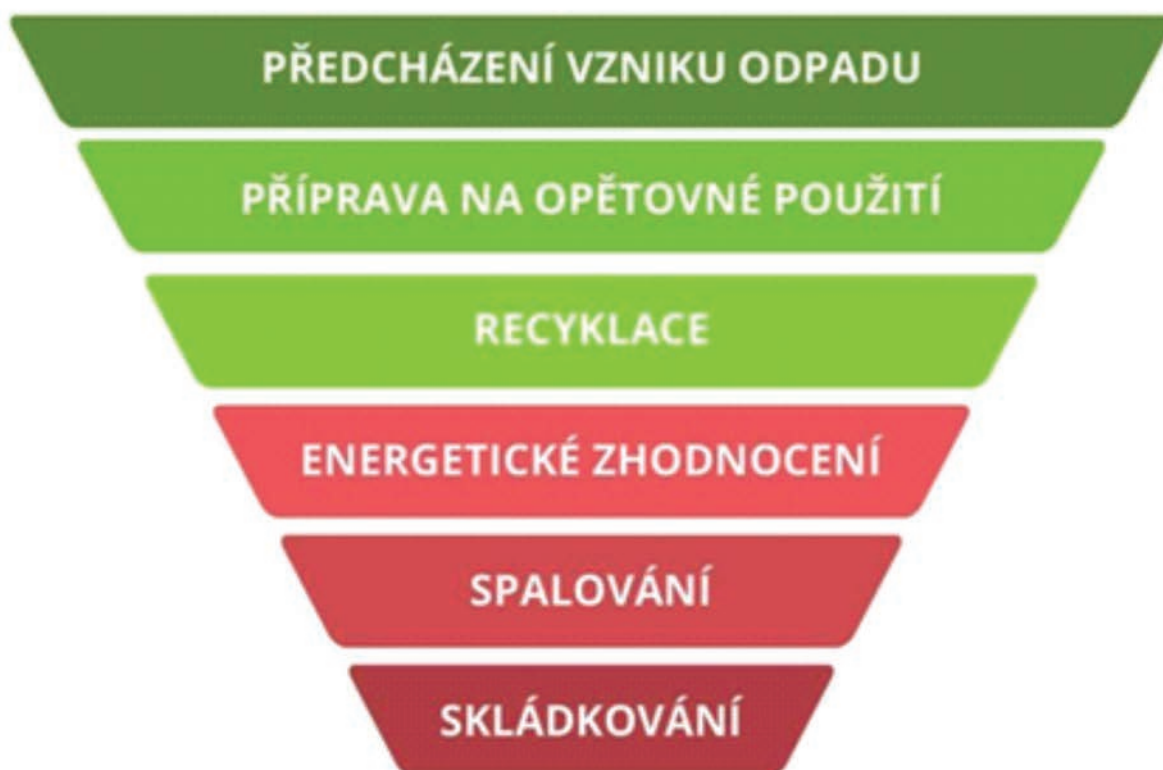 PŘEDCHÁZENÍ VZNIKU ODPADU
PŘÍPRAVA NA OPĚTOVNÉ POUŽITÍ
RECYKLACE
ENERGETICKÉ ZHODNOCENÍ
SPALOVÁNÍ
SKLÁDKOVÁNÍ